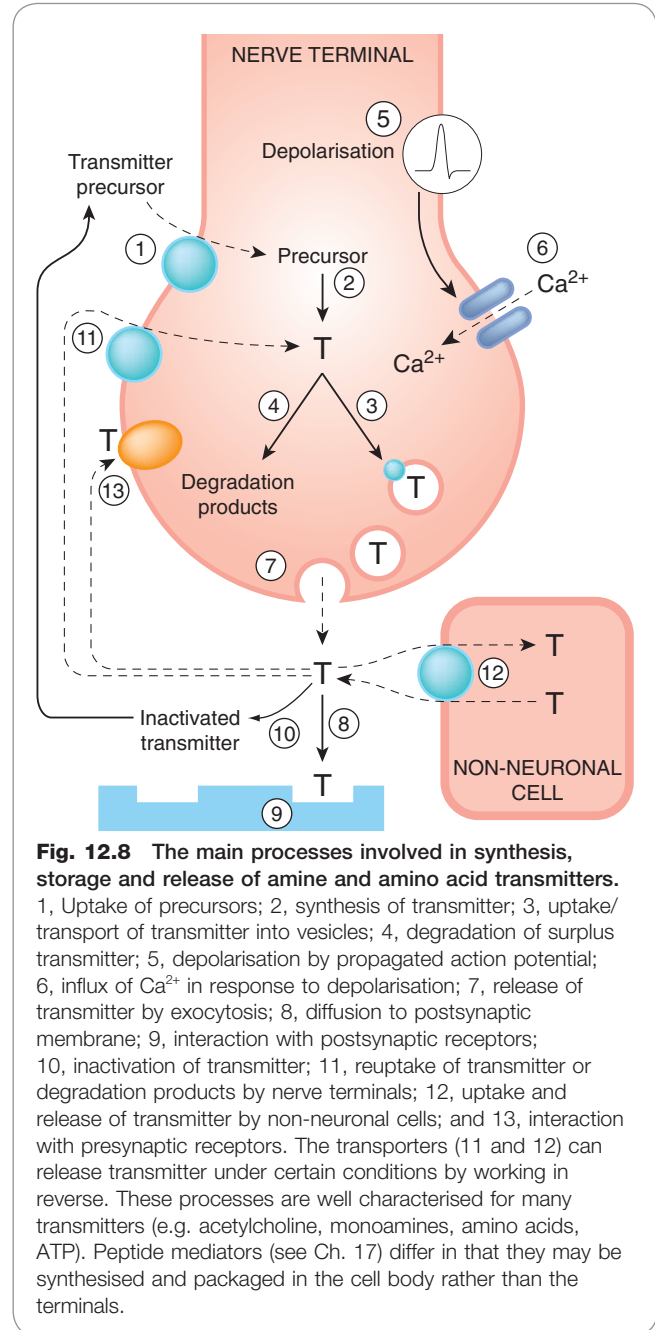 NERVE TERMINAL
5
Depolarisation
Transmitter
precursor
1
Precursor
2
6
Ca²⁺
Ca²⁺
11
T
4
3
T
13
Degradation
products
T
T
7
T
T
12
T
Inactivated
transmitter
10
8
T
9
NON-NEURONAL
CELL
Fig. 12.8 The main processes involved in synthesis,
storage and release of amine and amino acid transmitters.
1, Uptake of precursors; 2, synthesis of transmitter; 3, uptake/
transport of transmitter into vesicles; 4, degradation of surplus
transmitter; 5, depolarisation by propagated action potential;
6, influx of Ca²⁺ in response to depolarisation; 7, release of
transmitter by exocytosis; 8, diffusion to postsynaptic
membrane; 9, interaction with postsynaptic receptors;
10, inactivation of transmitter; 11, reuptake of transmitter or
degradation products by nerve terminals; 12, uptake and
release of transmitter by non-neuronal cells; and 13, interaction
with presynaptic receptors. The transporters (11 and 12) can
release transmitter under certain conditions by working in
reverse. These processes are well characterised for many
transmitters (e.g. acetylcholine, monoamines, amino acids,
ATP). Peptide mediators (see Ch. 17) differ in that they may be
synthesised and packaged in the cell body rather than the
terminals.